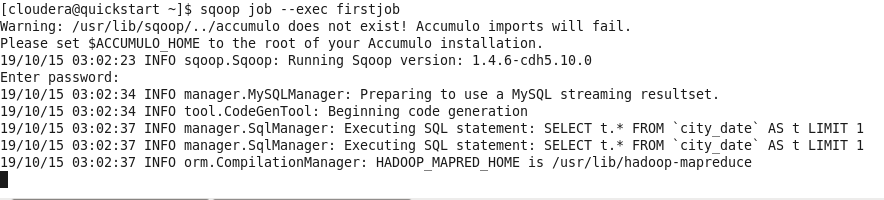 [cloudera@quickstart ~]$ sqoop job --exec firstjob
Warning: /usr/lib/sqoop/../accumulo does not exist! Accumulo imports will fail.
Please set $ACCUMULO_HOME to the root of your Accumulo installation.
19/10/15 03:02:23 INFO sqoop.Sqoop: Running Sqoop version: 1.4.6-cdh5.10.0
Enter password:
19/10/15 03:02:34 INFO manager.MySQLManager: Preparing to use a MySQL streaming resultset.
19/10/15 03:02:34 INFO tool.CodeGenTool: Beginning code generation
19/10/15 03:02:37 INFO manager.SqlManager: Executing SQL statement: SELECT t.* FROM `city_date` AS t LIMIT 1
19/10/15 03:02:37 INFO manager.SqlManager: Executing SQL statement: SELECT t.* FROM `city_date` AS t LIMIT 1
19/10/15 03:02:37 INFO orm.CompilationManager: HADOOP_MAPRED_HOME is /usr/lib/hadoop-mapreduce